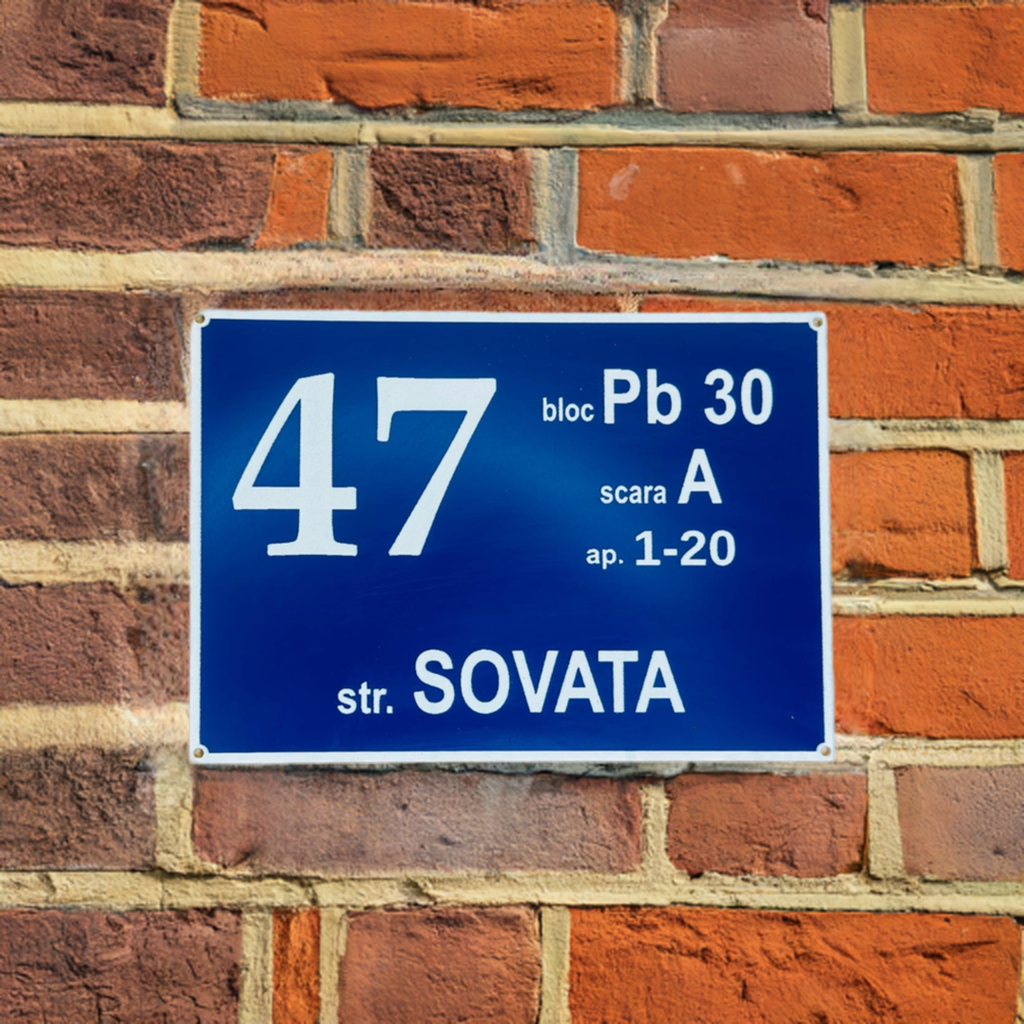 47
bloc Pb 30
scara A
ap. 1-20
str. SOVATA